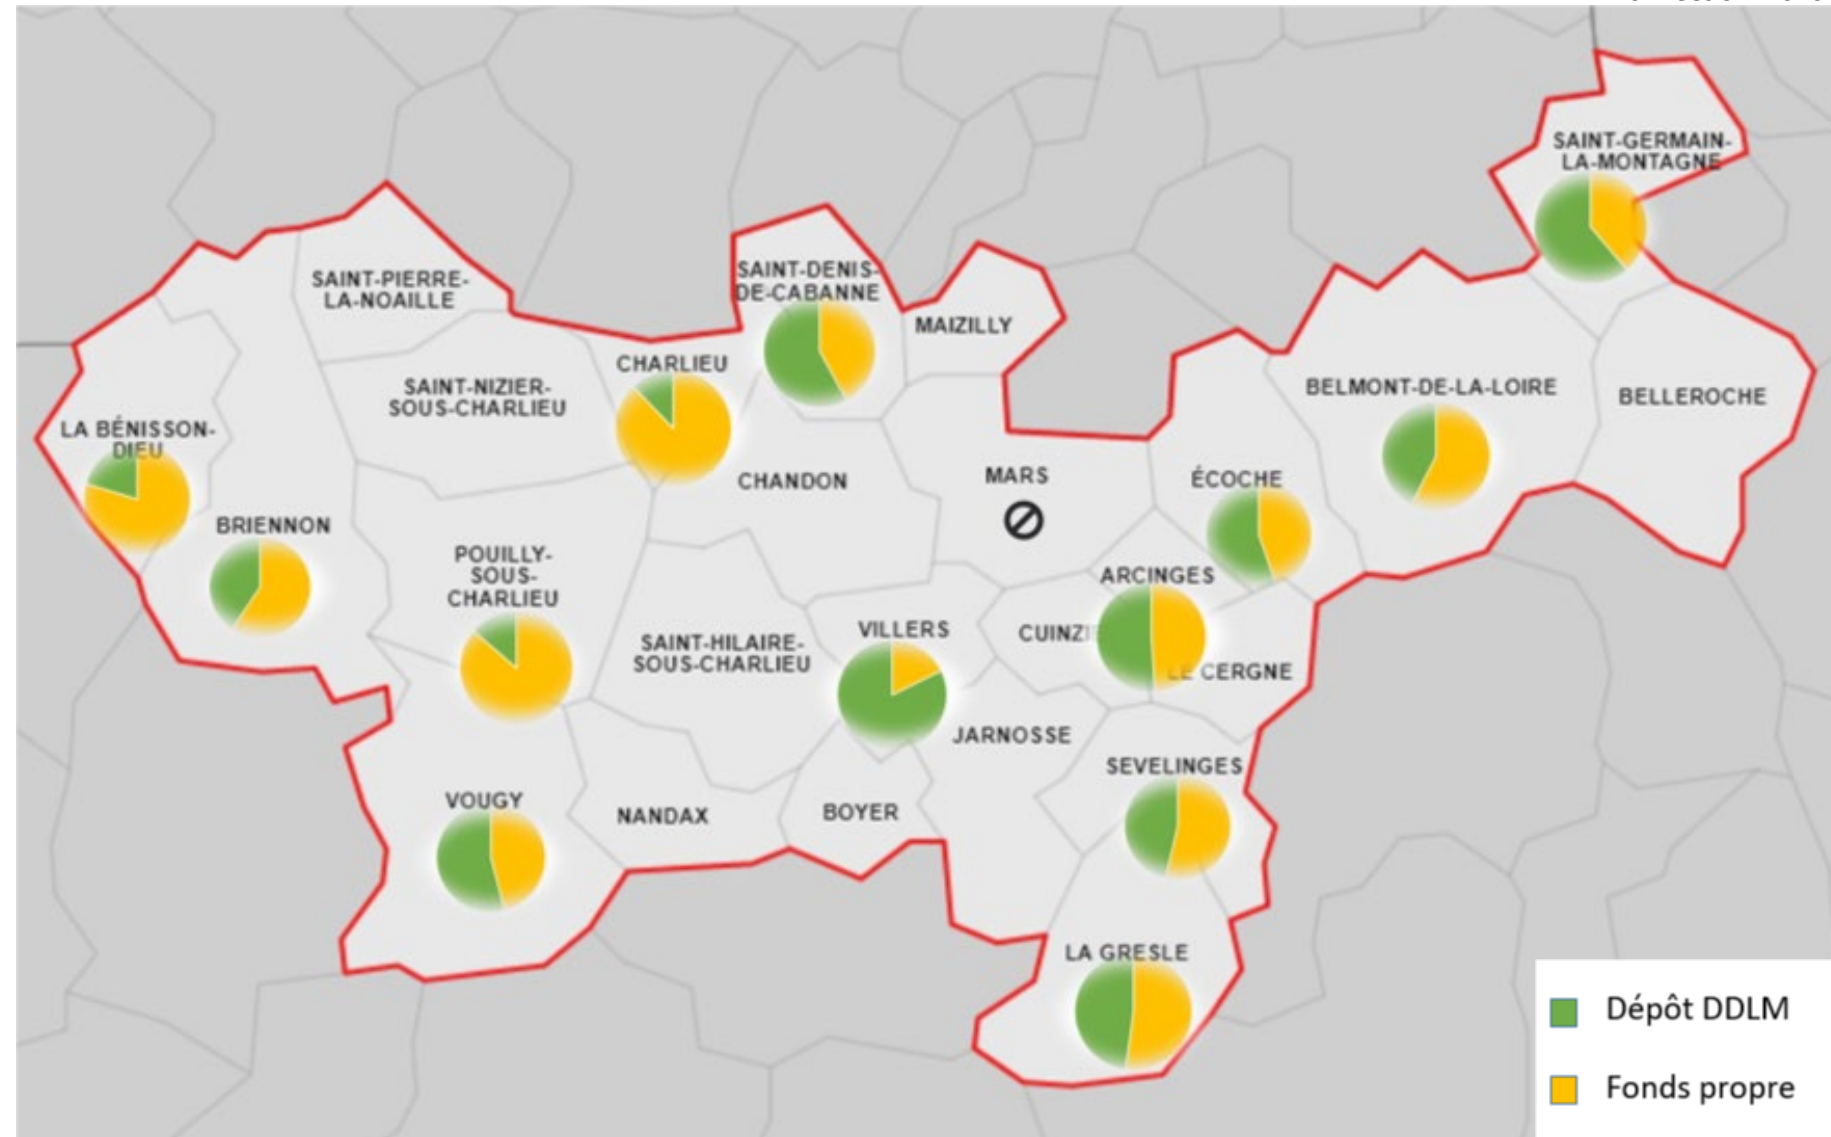 SAINT-GERMAIN-
LA-MONTAGNE
SAINT-PIERRE-
LA-NOAILLE
SAINT-DENIS-
DE-CABANNE
MAIZILLY
CHARLIEU
SAINT-NIZIER-
SOUS-CHARLIEU
BELMONT-DE-LA-LOIRE
BELLEROCHE
LA BÉNISSON-
DIEU
CHANDON
MARS
ÉCOCHE
BRIENNON
POUILLY-
SOUS-
CHARLIEU
ARCINGES
VILLERS
CUINZI
SAINT-HILAIRE-
SOUS-CHARLIEU
LE CERGNE
JARNOSSE
SEVELINGES
VOUGY
NANDAX
BOYER
LA GRESLE
Dépôt DDLM
Fonds propre